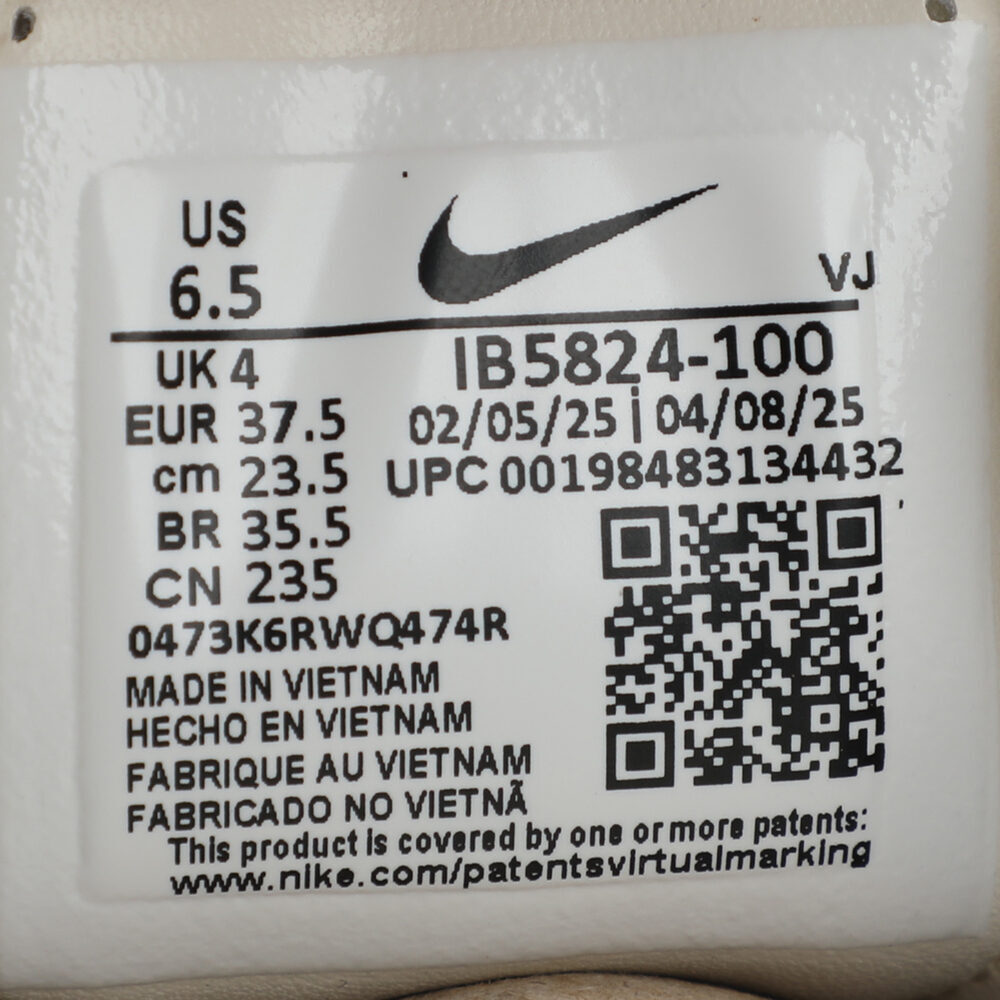 US
6.5
VJ
UK 4
EUR 37.5
cm 23.5
BR 35.5
CN 235
IB5824-100
02/05/25 | 04/08/25
UPC 00198483134432
0473K6RWQ474R
MADE IN VIETNAM
HECHO EN VIETNAM
FABRIQUE AU VIETNAM
FABRICADO NO VIETNÃ
This product is covered by one or more patents:
www.nike.com/patentsvirtualmarking